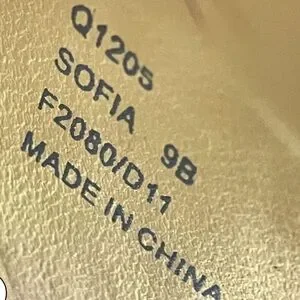 Q1205
SOFIA 9B
F2080/D11
MADE IN CHINA